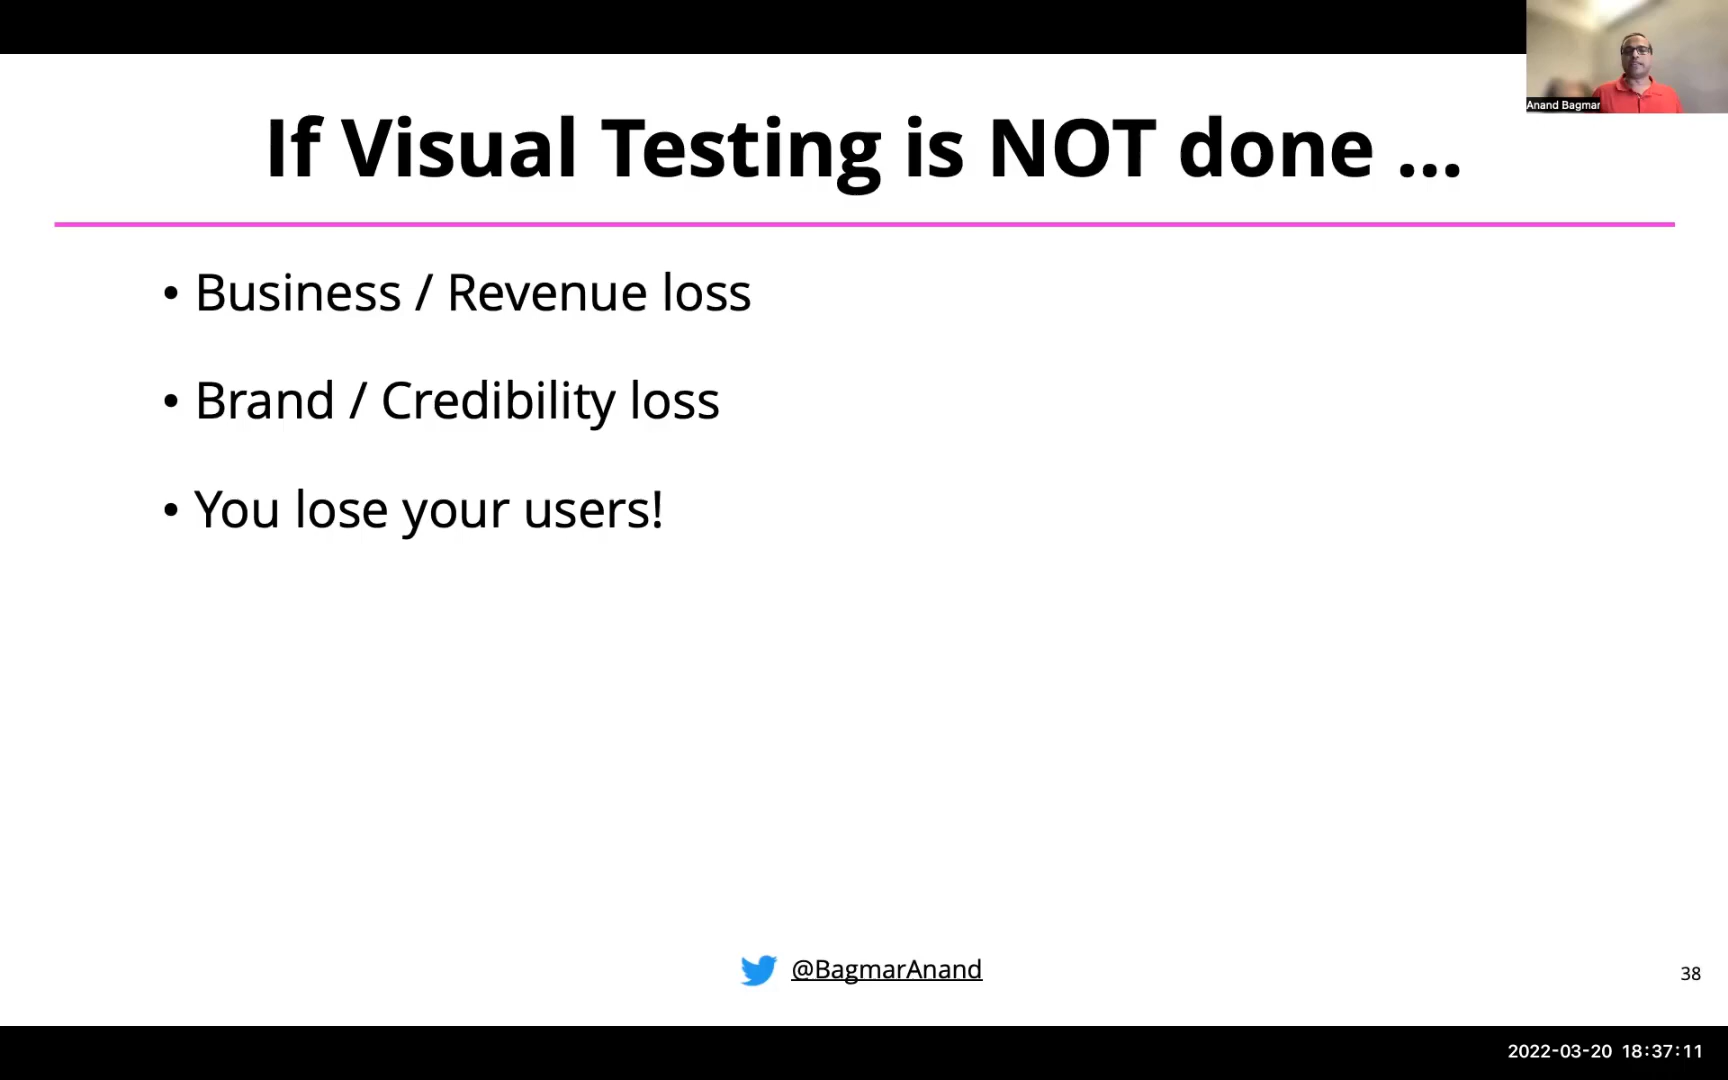 Anand Bagmar
If Visual Testing is NOT done ...
• Business / Revenue loss
• Brand / Credibility loss
• You lose your users!
@BagmarAnand
38
2022-03-20 18:37:11